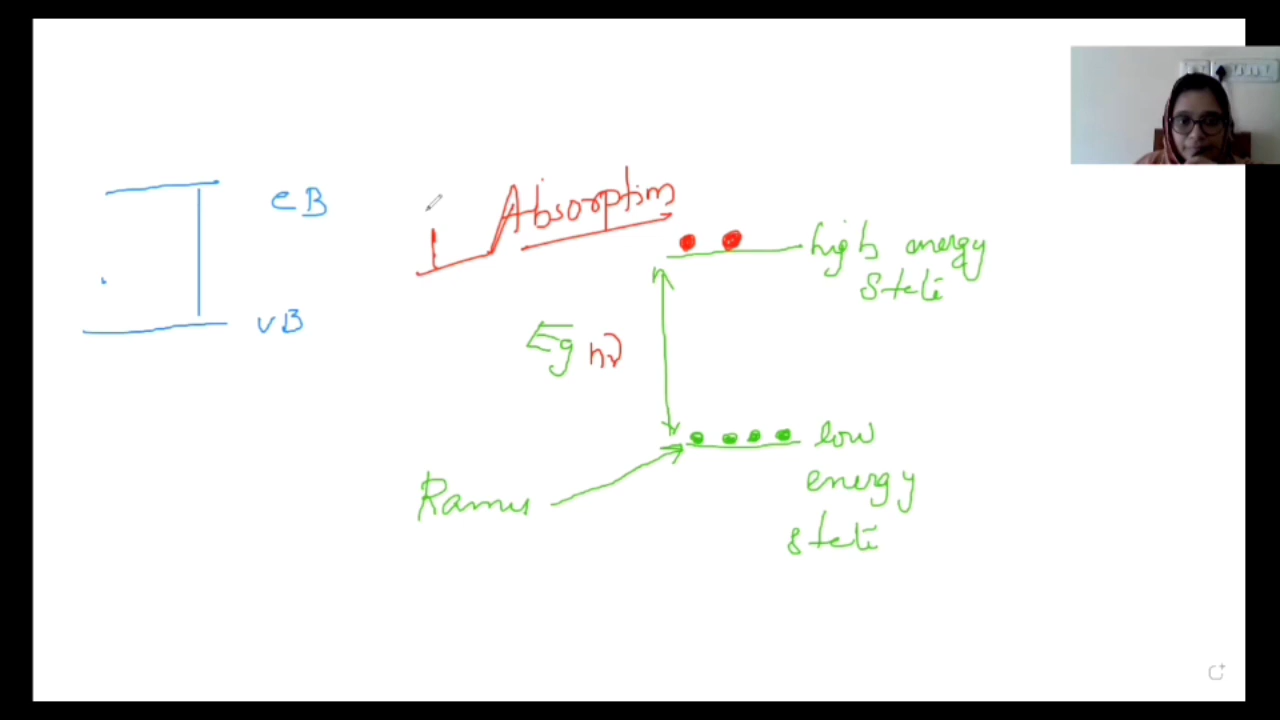 CB
VB
Absorption
high energy
state
Eg hν
low
energy
state
Ramu